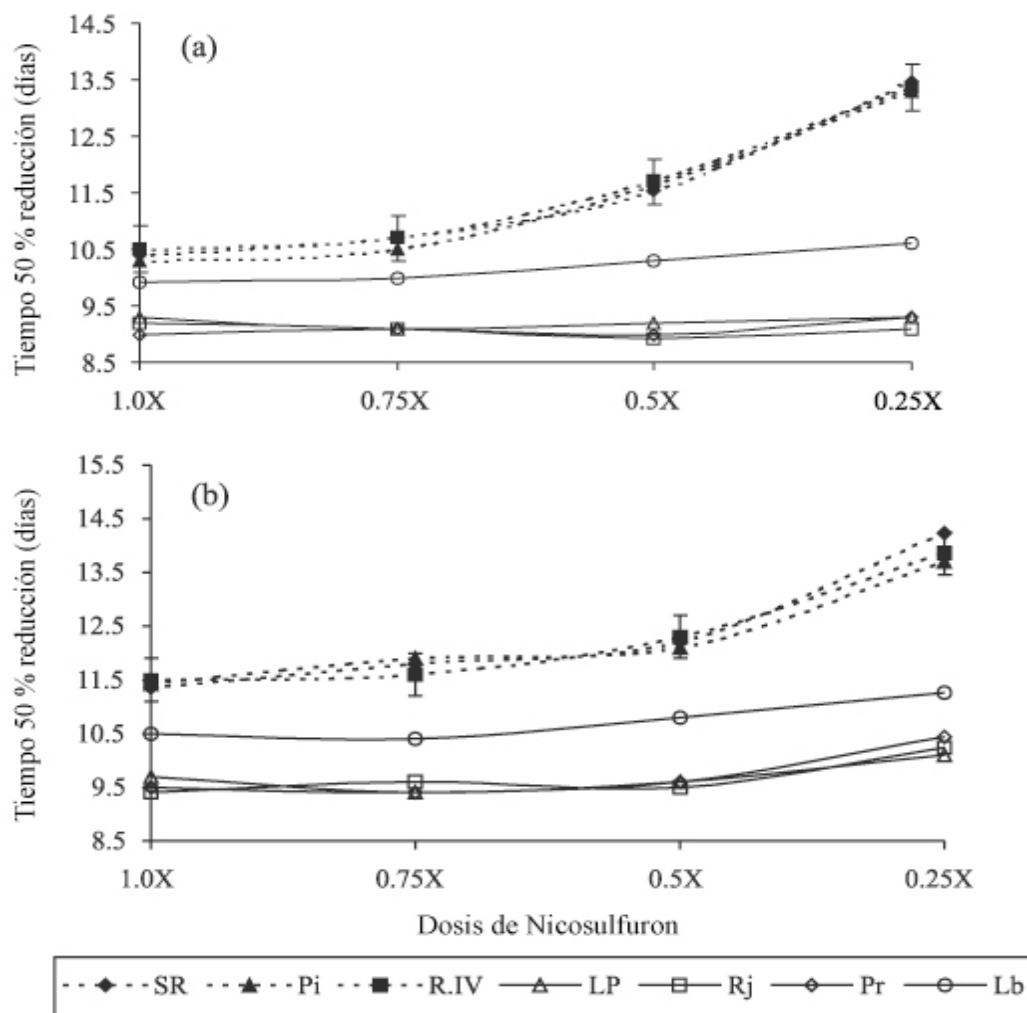 (a)
Tiempo 50 % reducción (días)
14.5
13.5
12.5
11.5
10.5
9.5
8.5
1.0X 0.75X 0.5X 0.25X
(b)
Tiempo 50 % reducción (días)
15.5
14.5
13.5
12.5
11.5
10.5
9.5
8.5
1.0X 0.75X 0.5X 0.25X
Dosis de Nicosulfuron
SR Pi R.IV LP Rj Pr Lb